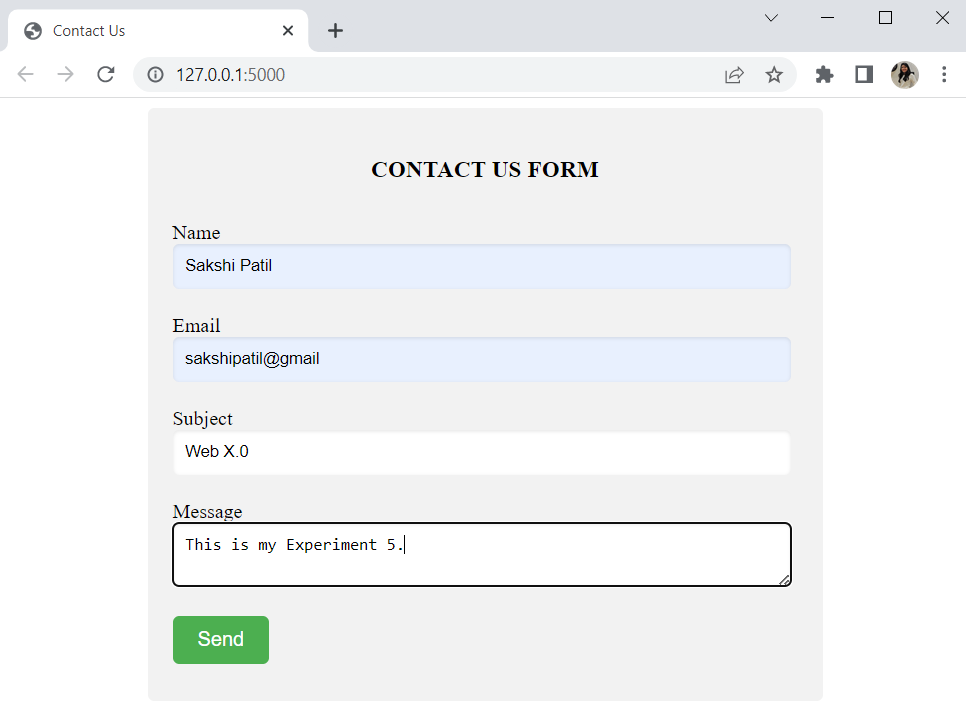 Contact Us
127.0.0.1:5000
CONTACT US FORM
Name
Sakshi Patil
Email
sakshipatil@gmail
Subject
Web X.0
Message
This is my Experiment 5.
Send